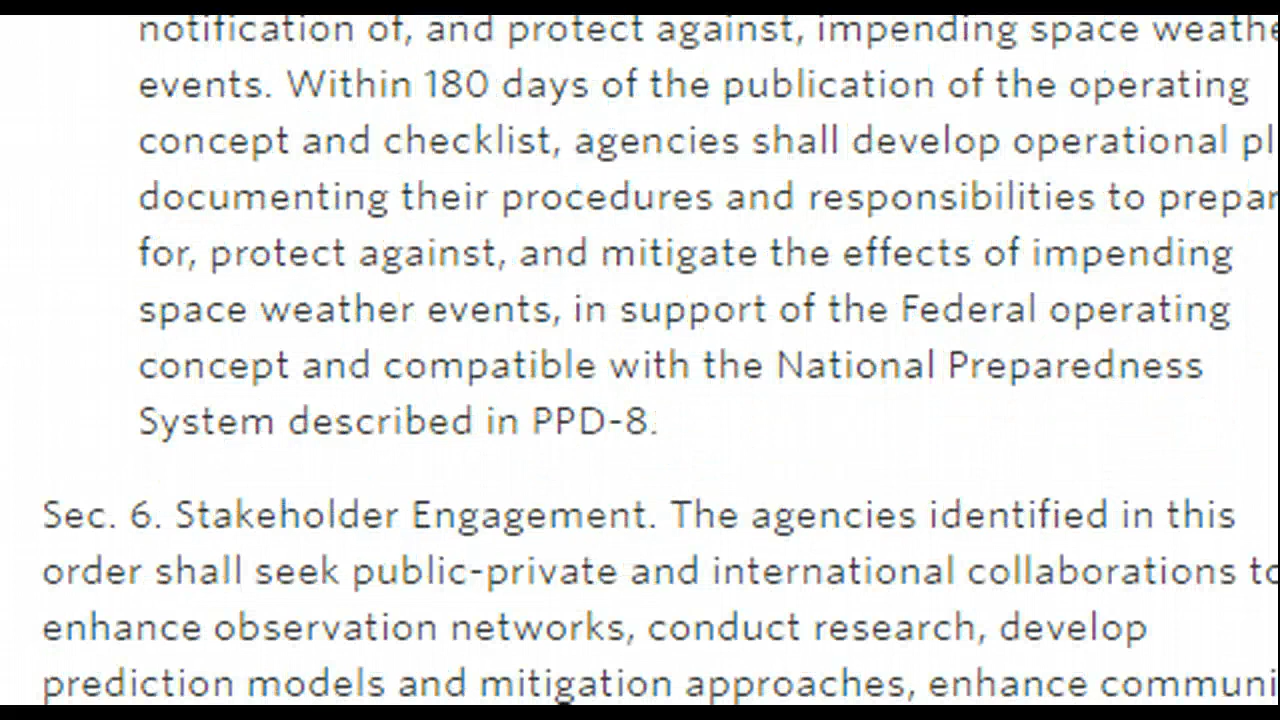 notification of, and protect against, impending space
events. Within 180 days of the publication of the operating
concept and checklist, agencies shall develop operational
documenting their procedures and responsibilities to
for, protect against, and mitigate the effects of impending
space weather events, in support of the Federal operating
concept and compatible with the National Preparedness
System described in PPD-8.
Sec. 6. Stakeholder Engagement. The agencies identified in this
order shall seek public-private and international collaborations to
enhance observation networks, conduct research, develop
prediction models and mitigation approaches, enhance